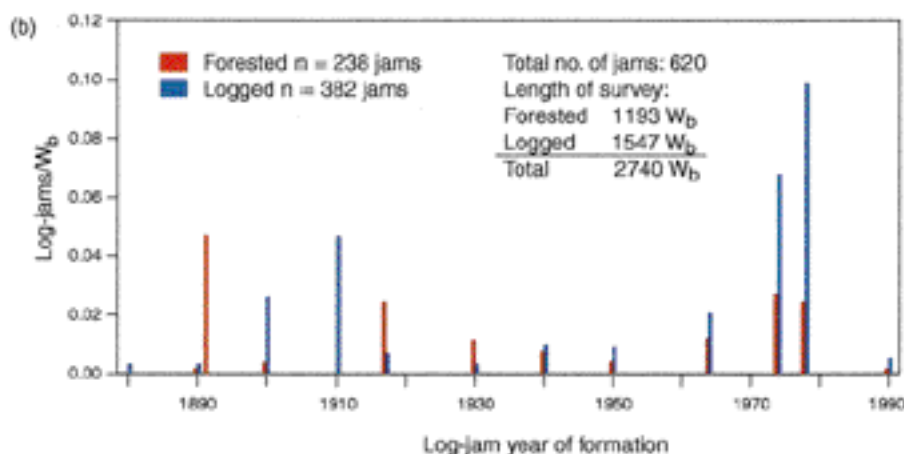 (b)
0.12
0.10
0.08
0.06
0.04
0.02
0.00
Log-jams/Wb
Forested n = 238 jams
Logged n = 382 jams
Total no. of jams: 620
Length of survey:
Forested 1193 Wb
Logged 1547 Wb
Total 2740 Wb
1890 1910 1930 1950 1970 1990
Log-jam year of formation